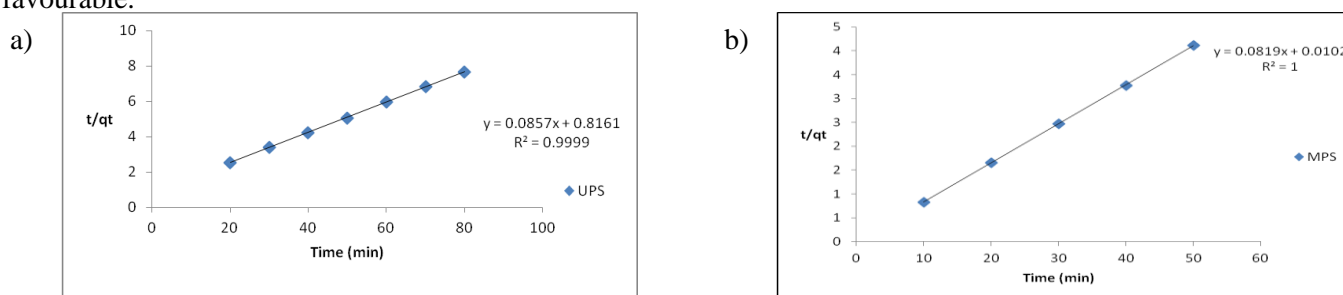 favourable.
a)
10
8
6
t/qt
4
2
0
0 20 40 60 80 100
Time (min)
y = 0.0857x + 0.8161
R² = 0.9999
UPS
b)
5
4
4
3
3
t/qt
2
2
1
1
0
0 10 20 30 40 50 60
Time (min)
y = 0.0819x + 0.0102
R² = 1
MPS